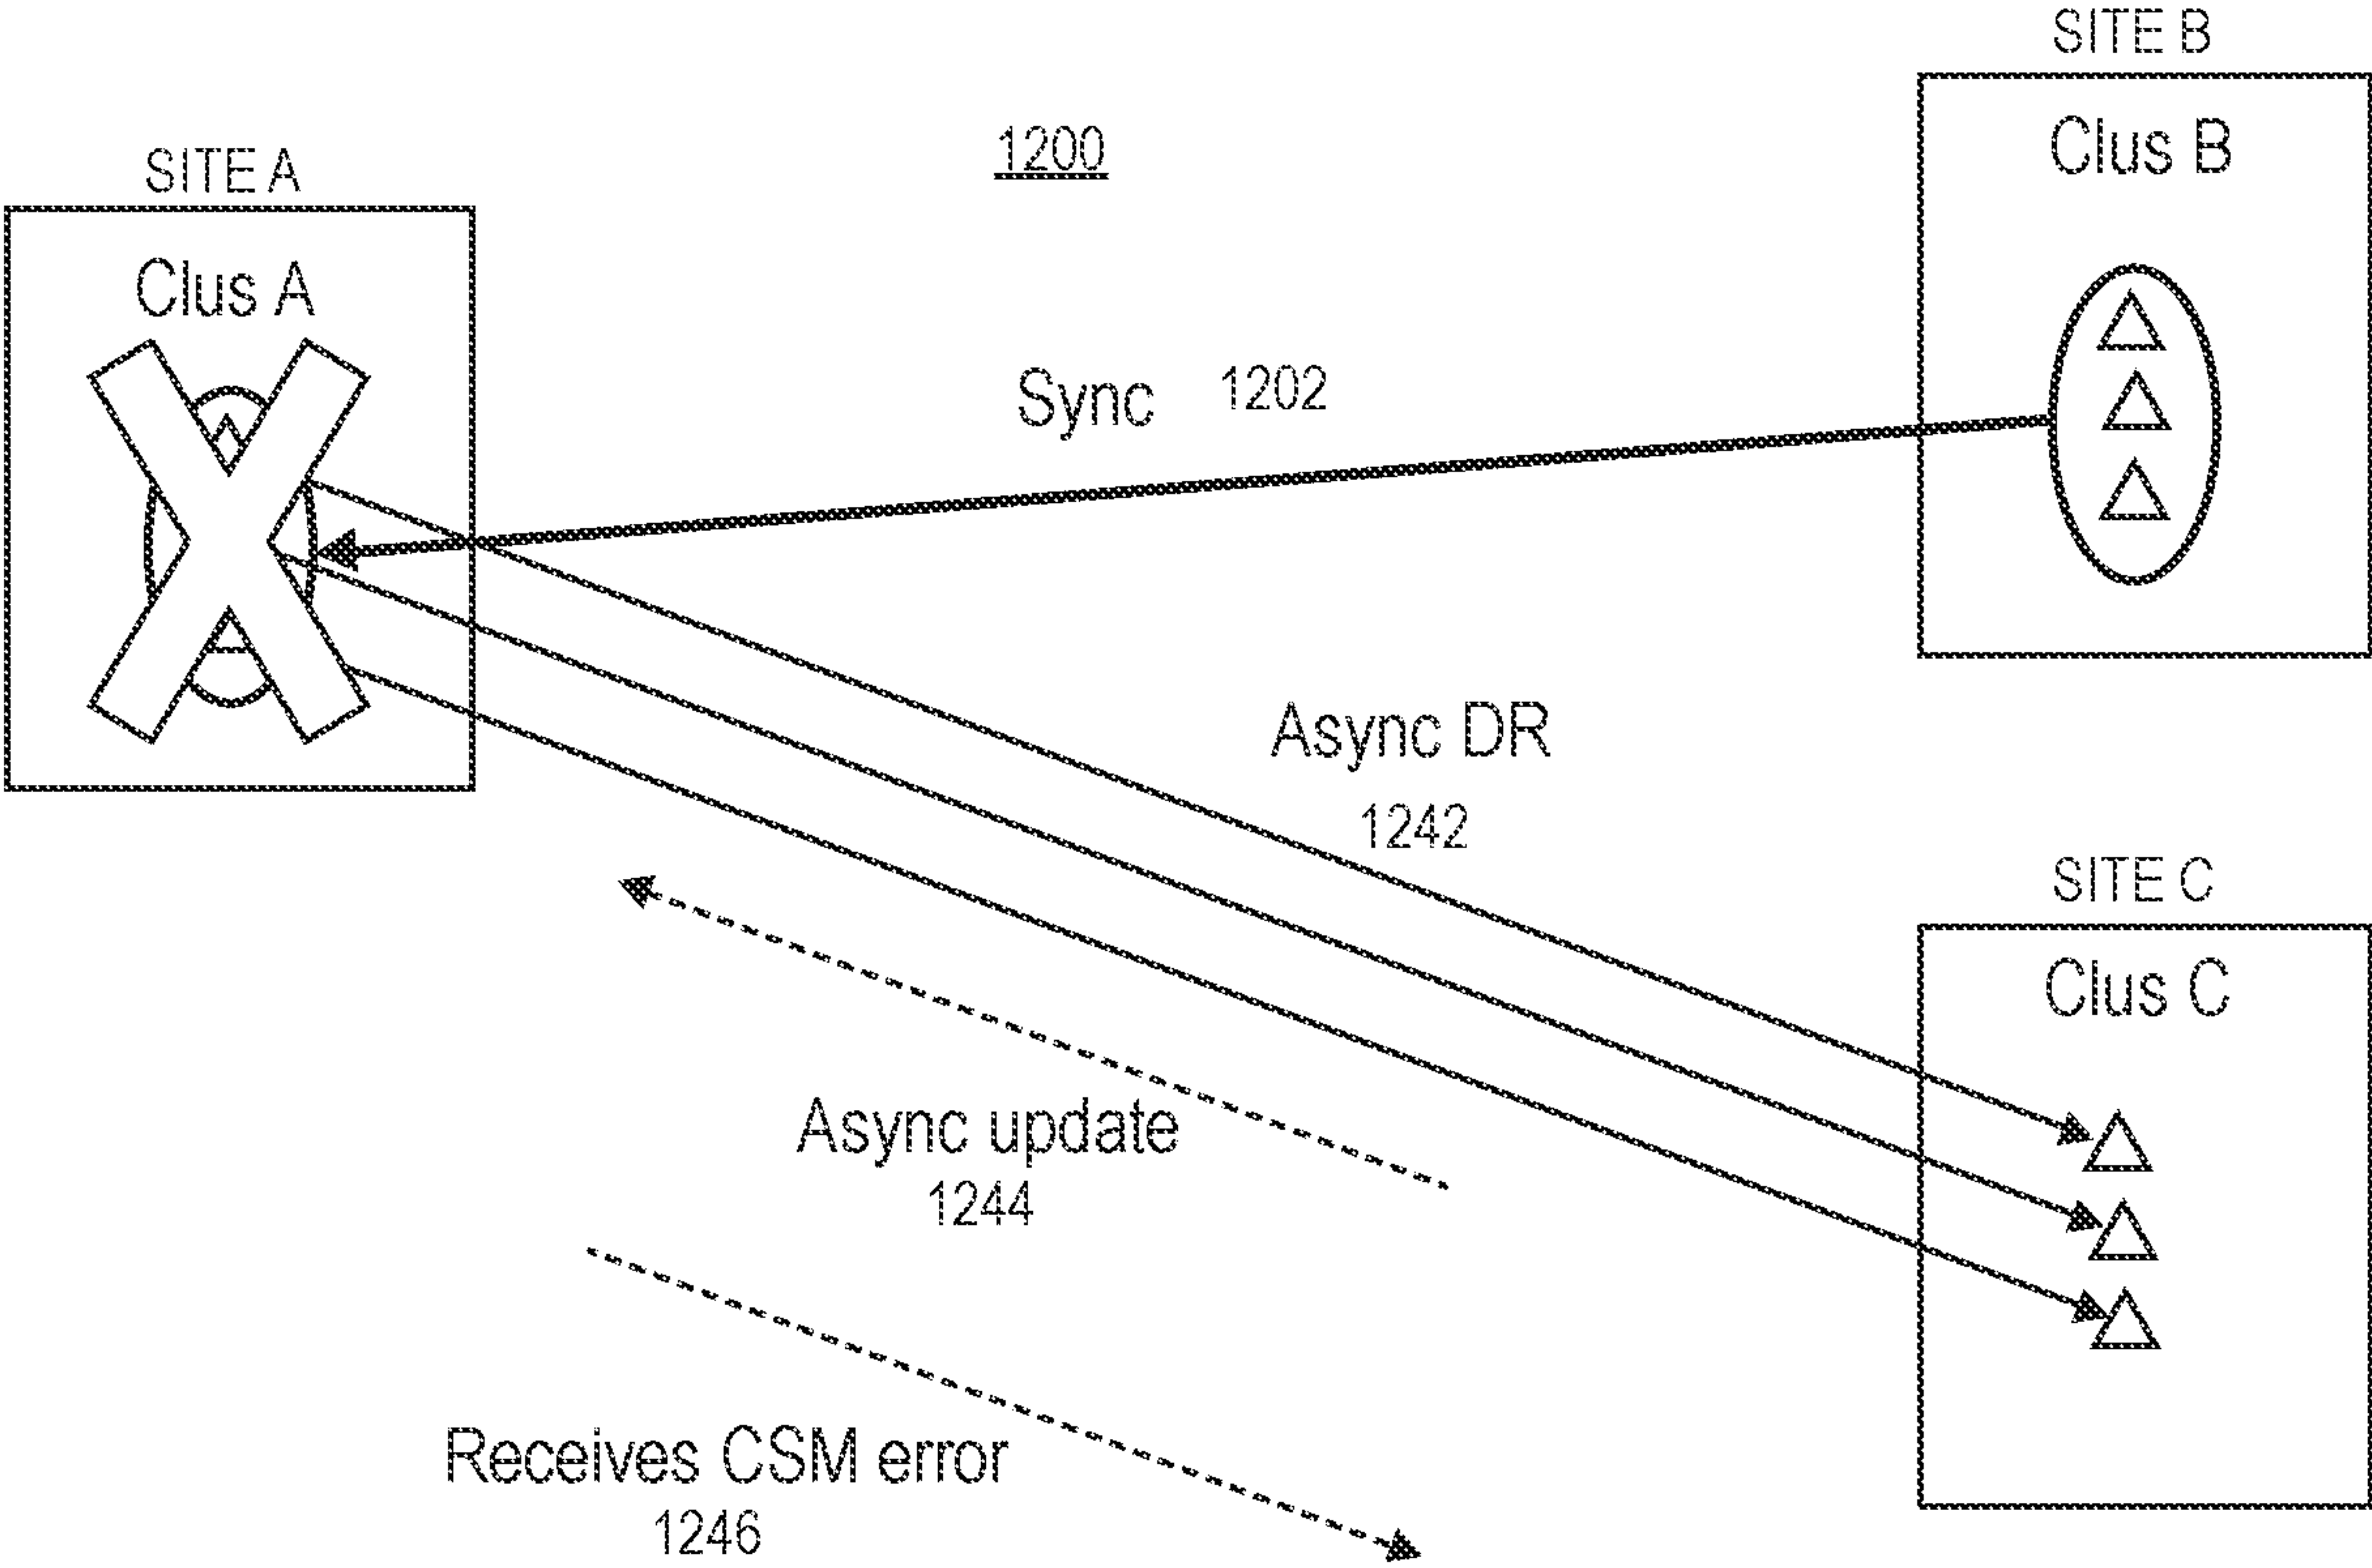 SITE B
Clus B
1200
SITE A
Clus A
Sync 1202
Async DR
1242
SITE C
Clus C
Async update
1244
Receives CSM error
1246